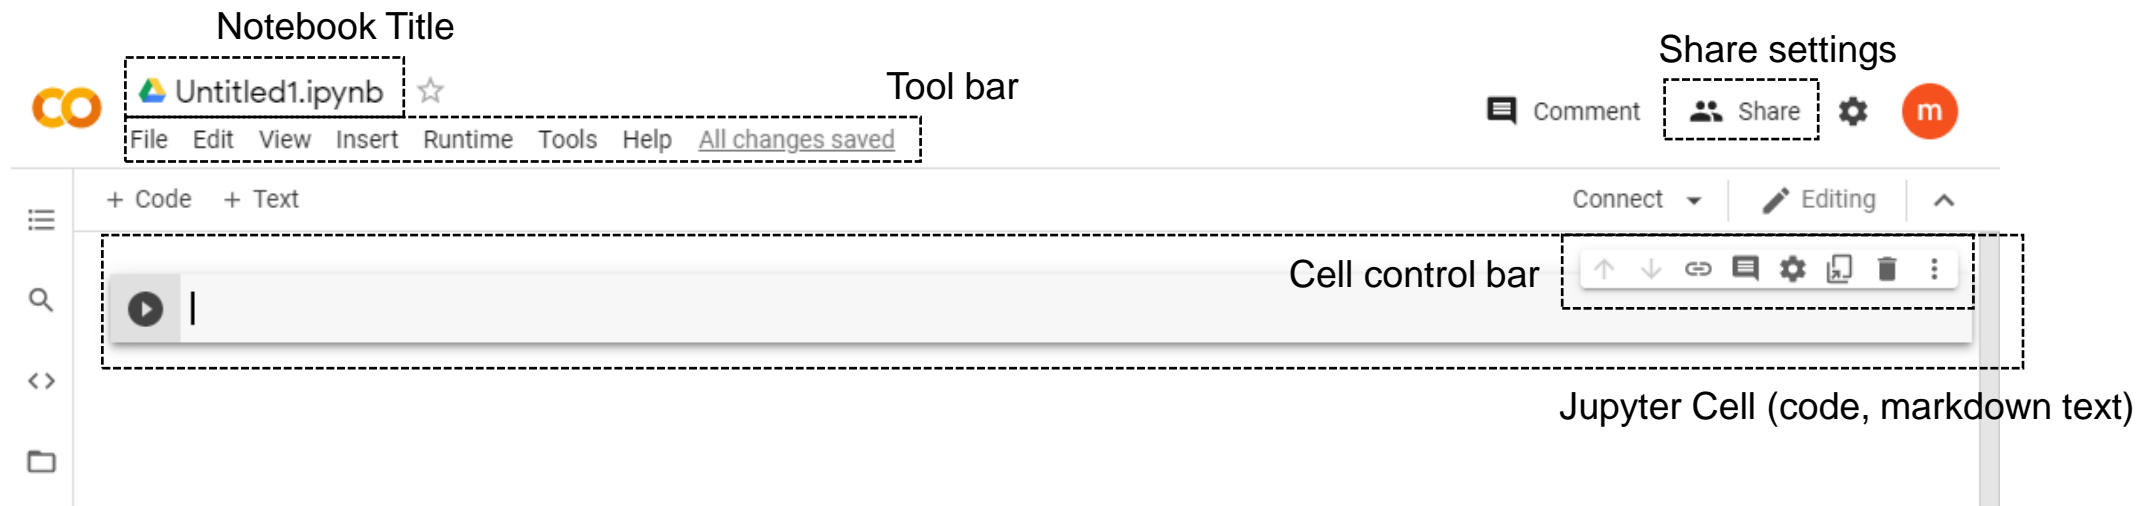 Notebook Title
Share settings
Untitled1.ipynb
Tool bar
Comment
Share
m
File Edit View Insert Runtime Tools Help All changes saved
+ Code + Text
Connect
Editing
Cell control bar
Jupyter Cell (code, markdown text)